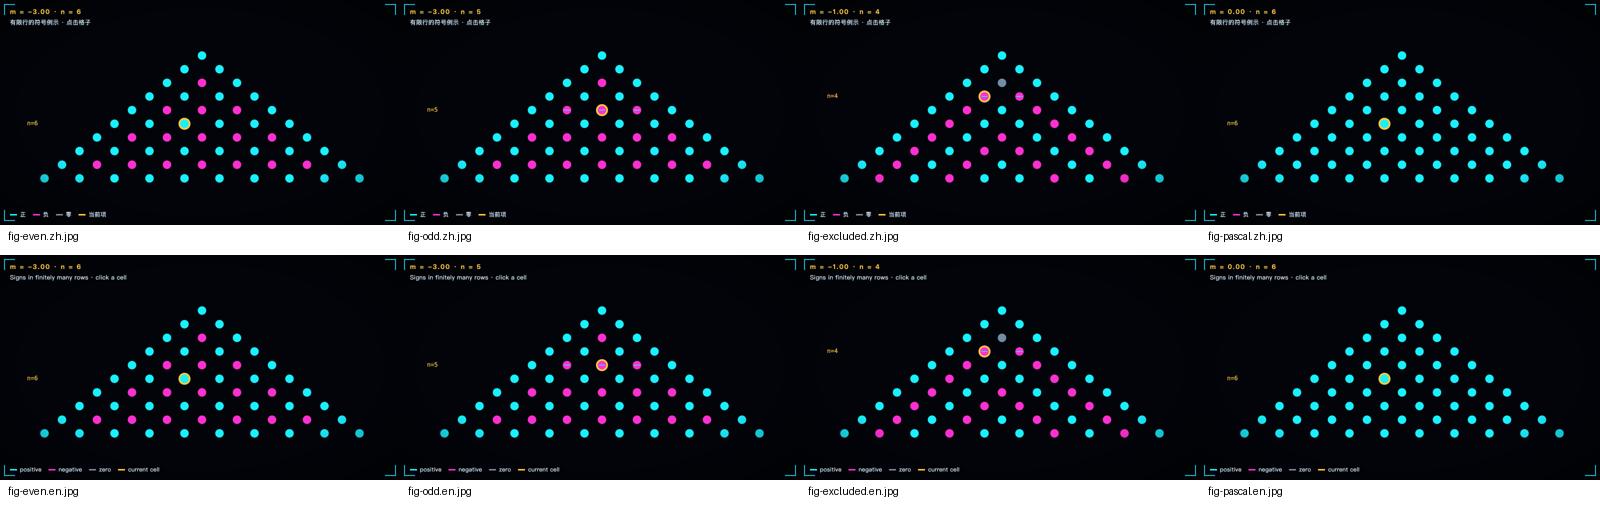 m = −3.00 · n = 6
有限行的符号例示 · 点击格子
n=6
正 负 零 当前项
fig-even.zh.jpg
m = −3.00 · n = 5
有限行的符号例示 · 点击格子
n=5
正 负 零 当前项
fig-odd.zh.jpg
m = −1.00 · n = 4
有限行的符号例示 · 点击格子
n=4
正 负 零 当前项
fig-excluded.zh.jpg
m = 0.00 · n = 6
有限行的符号例示 · 点击格子
n=6
正 负 零 当前项
fig-pascal.zh.jpg
m = −3.00 · n = 6
Signs in finitely many rows · click a cell
n=6
positive negative zero current cell
fig-even.en.jpg
m = −3.00 · n = 5
Signs in finitely many rows · click a cell
n=5
positive negative zero current cell
fig-odd.en.jpg
m = −1.00 · n = 4
Signs in finitely many rows · click a cell
n=4
positive negative zero current cell
fig-excluded.en.jpg
m = 0.00 · n = 6
Signs in finitely many rows · click a cell
n=6
positive negative zero current cell
fig-pascal.en.jpg